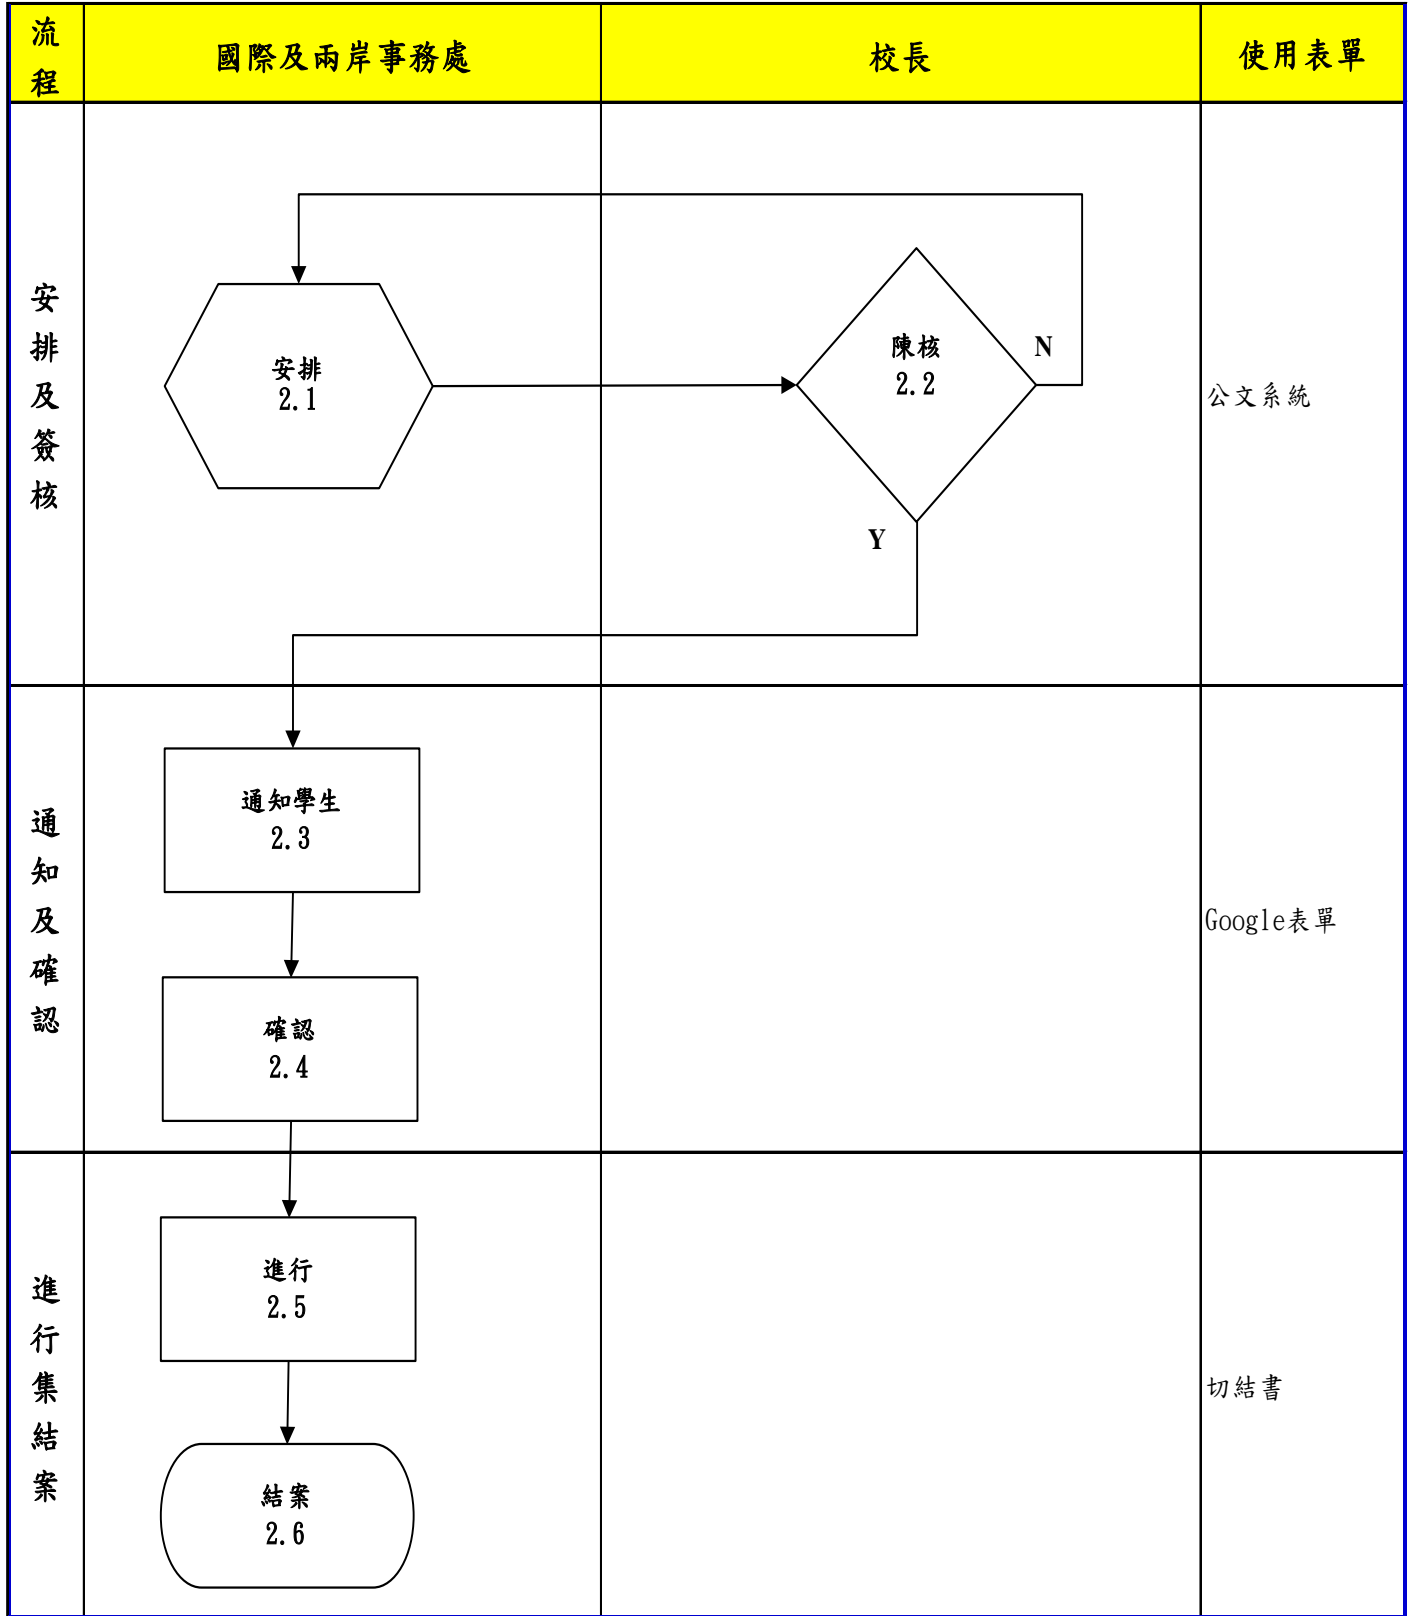 流程
國際及兩岸事務處
校長
使用表單
安排及簽核
安排
2.1
陳核
2.2
N
Y
公文系統
通知及確認
通知學生
2.3
確認
2.4
Google表單
進行集結案
進行
2.5
結案
2.6
切結書